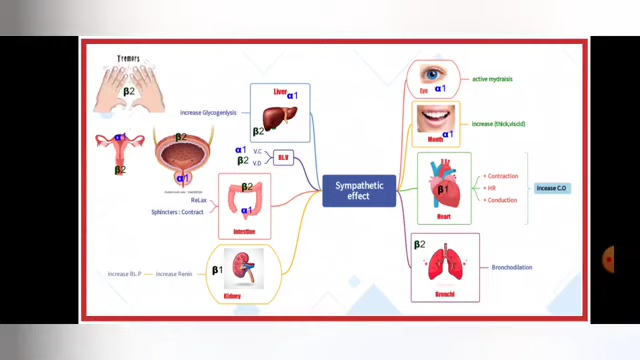 Tremors
β2
Liver
α1
β2
increase Glycogenlysis
α1
β2
β2
α1
α1 V.C
β2 V.D
BLV
β2
α1
Intestion
ReLax
Sphincters : Contract
β1
Kidney
increase BL.P
increase Renin
Sympathetic
effect
Eye
α1
active mydraisis
Mouth
α1
increase (thick,viscid)
β1
Heart
+ Contraction
+ HR
+ Conduction
Incease C.O
β2
Bronchi
Bronchodilation